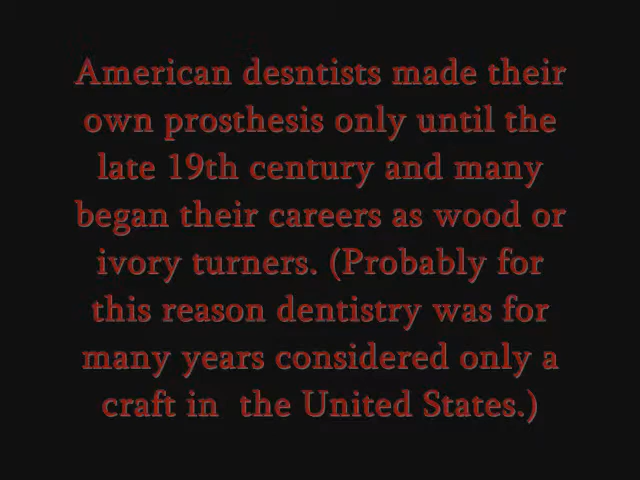 American desntists made their
own prosthesis only until the
late 19th century and many
began their careers as wood or
ivory turners. (Probably for
this reason dentistry was for
many years considered only a
craft in  the United States.)